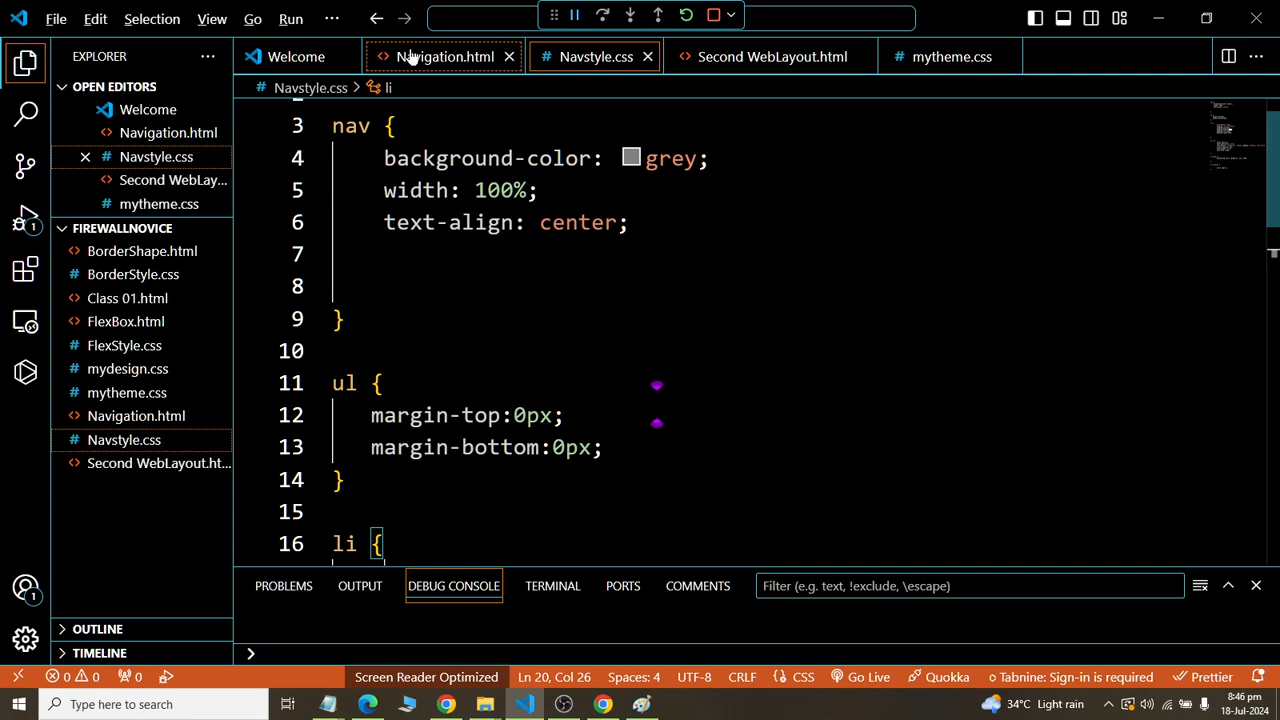 File Edit Selection View Go Run ...
EXPLORER ...
Welcome
Navigation.html
Navstyle.css
Second WebLayout.html
mytheme.css
...
Navstyle.css > li
OPEN EDITORS
Welcome
Navigation.html
Navstyle.css
Second WebLay...
mytheme.css
FIREWALLNOVICE
BorderShape.html
BorderStyle.css
Class 01.html
FlexBox.html
FlexStyle.css
mydesign.css
mytheme.css
Navigation.html
Navstyle.css
Second WebLayout.ht...
OUTLINE
TIMELINE
1
1
3 nav {
4 background-color: grey;
5 width: 100%;
6 text-align: center;
7
8
9 }
10
11 ul {
12 margin-top:0px;
13 margin-bottom:0px;
14 }
15
16 li {
PROBLEMS OUTPUT DEBUG CONSOLE TERMINAL PORTS COMMENTS
Filter (e.g. text, !exclude, \escape)
>
0 0 0 Screen Reader Optimized Ln 20, Col 26 Spaces: 4 UTF-8 CRLF CSS Go Live Quokka Tabnine: Sign-in is required Prettier
Type here to search
34°C Light rain
8:46 pm
18-Jul-2024